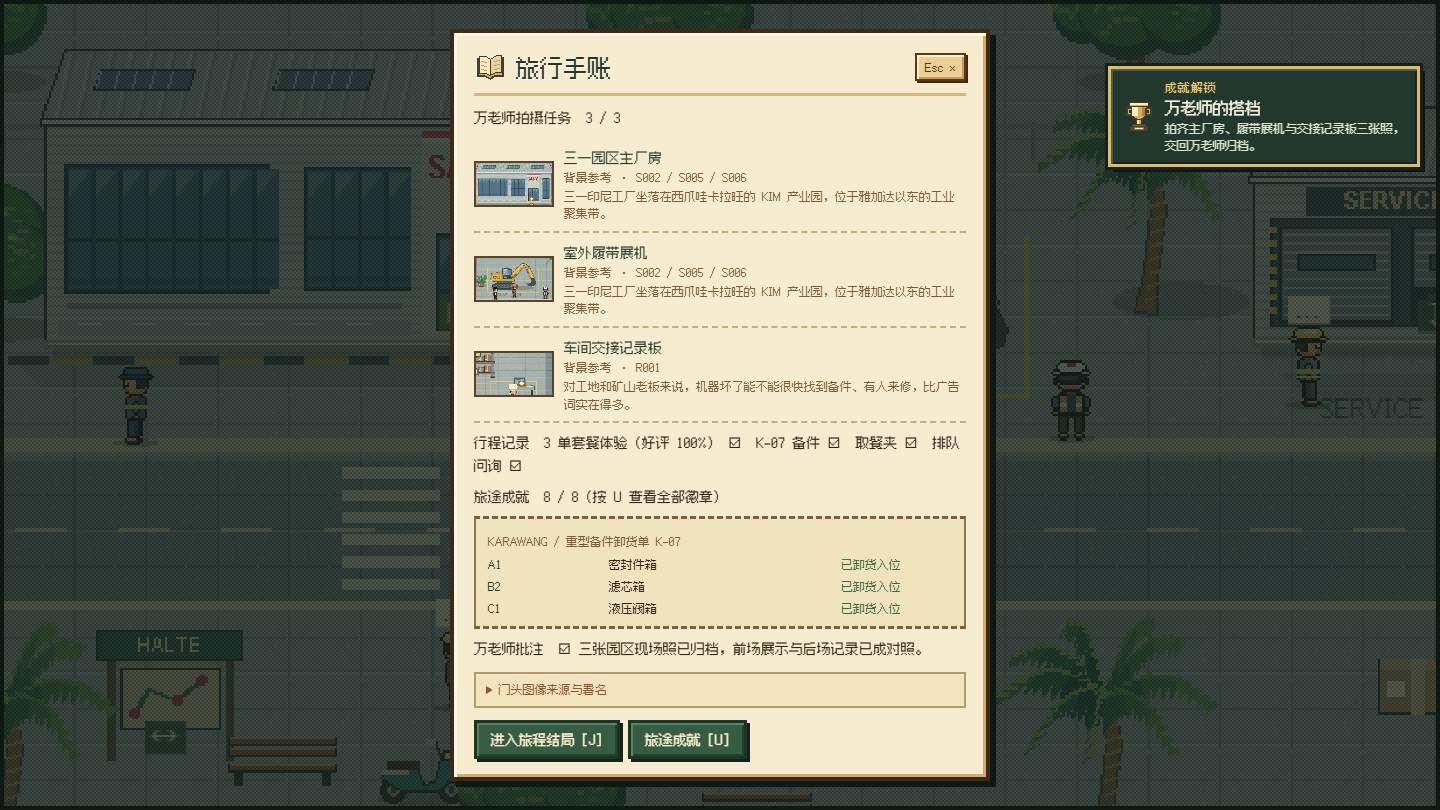 旅行手账
Esc ×
万老师拍摄任务 3 / 3
三一园区主厂房
背景参考 · S002 / S005 / S006
三一印尼工厂坐落在西爪哇卡拉旺的 KIM 产业园，位于雅加达以东的工业
聚集带。
室外履带展机
背景参考 · S002 / S005 / S006
三一印尼工厂坐落在西爪哇卡拉旺的 KIM 产业园，位于雅加达以东的工业
聚集带。
车间交接记录板
背景参考 · R001
对工地和矿山老板来说，机器坏了能不能很快找到备件、有人来修，比广告
词实在得多。
行程记录 3 单套餐体验（好评 100%） ☑ K-07 备件 ☑ 取餐夹 ☑ 排队
问询 ☑
旅途成就 8 / 8（按 U 查看全部徽章）
KARAWANG / 重型备件卸货单 K-07
A1 密封件箱 已卸货入位
B2 滤芯箱 已卸货入位
C1 液压阀箱 已卸货入位
万老师批注 ☑ 三张园区现场照已归档，前场展示与后场记录已成对照。
▶ 门头图像来源与署名
进入旅程结局 [J]
旅途成就 [U]
成就解锁
万老师的搭档
拍齐主厂房、履带展机与交接记录板三张照，
交回万老师归档。
SERVICE
HALTE